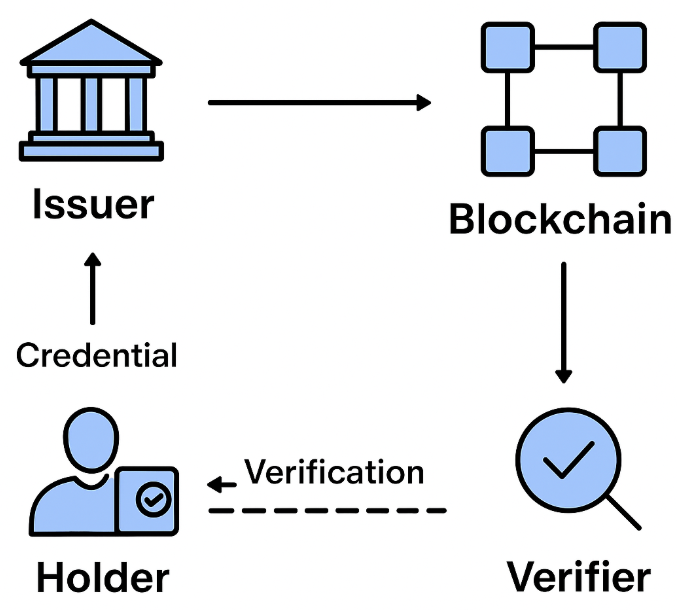 Issuer
Blockchain
Credential
Verification
Holder
Verifier